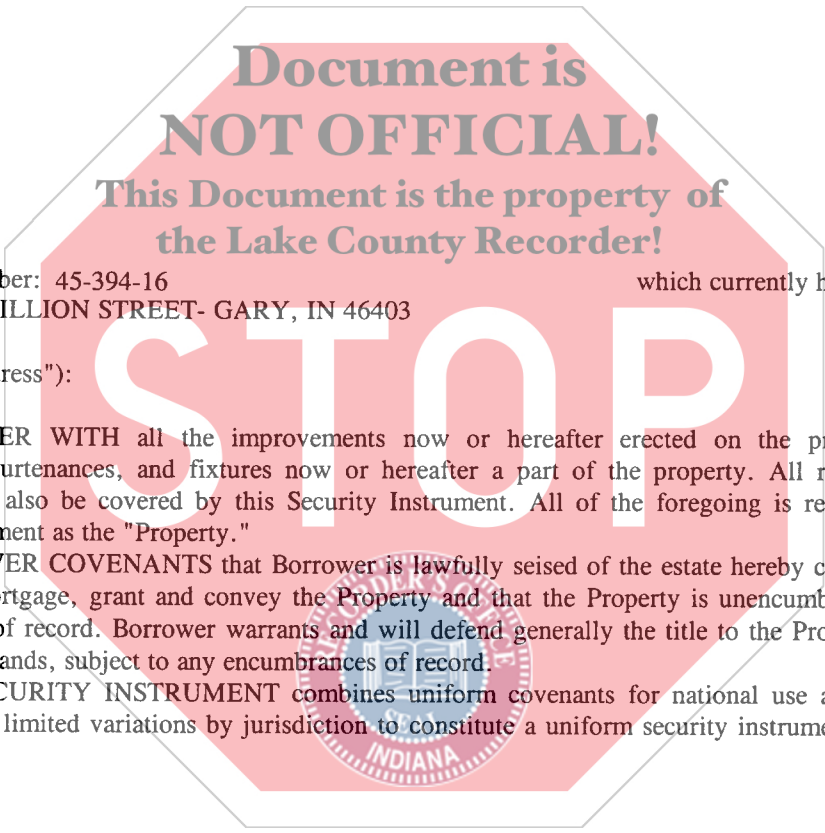 Document is
NOT OFFICIAL!
This Document is the property of
the Lake County Recorder!
ber: 45-394-16 which currently h
ILLION STREET- GARY, IN 46403
ress"):
STOP
ER WITH all the improvements now or hereafter erected on the pr
urtenances, and fixtures now or hereafter a part of the property. All r
also be covered by this Security Instrument. All of the foregoing is re
ment as the "Property."
VER COVENANTS that Borrower is lawfully seised of the estate hereby c
rtgage, grant and convey the Property and that the Property is unencumb
of record. Borrower warrants and will defend generally the title to the Pro
ands, subject to any encumbrances of record.
CURITY INSTRUMENT combines uniform covenants for national use a
limited variations by jurisdiction to constitute a uniform security instrume
RECORDER'S OFFICE
SEAL
INDIANA